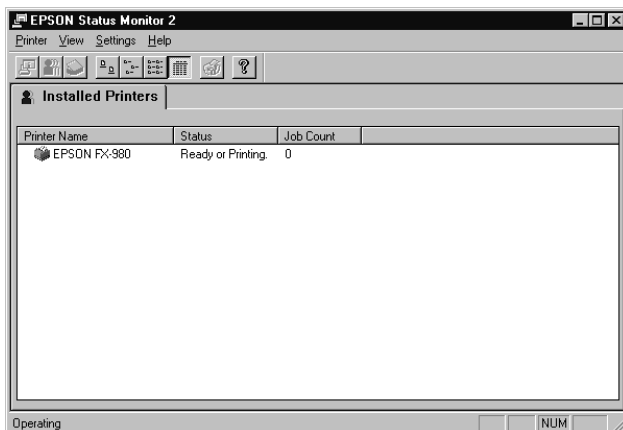 EPSON Status Monitor 2
Printer View Settings Help
Installed Printers
Printer Name Status Job Count
EPSON FX-980 Ready or Printing. 0
Operating NUM